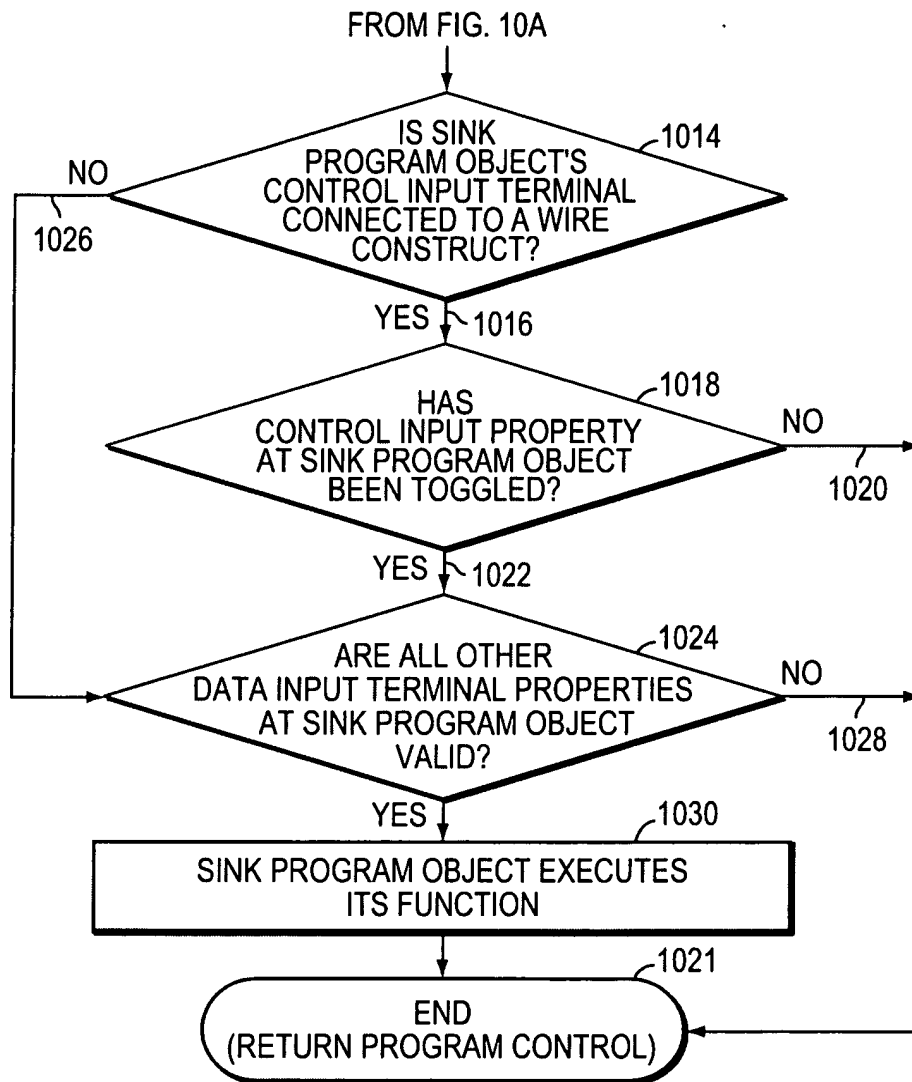 FROM FIG. 10A
IS SINK
PROGRAM OBJECT'S
CONTROL INPUT TERMINAL
CONNECTED TO A WIRE
CONSTRUCT?
1014
NO
1026
YES
1016
HAS
CONTROL INPUT PROPERTY
AT SINK PROGRAM OBJECT
BEEN TOGGLED?
1018
NO
1020
YES
1022
ARE ALL OTHER
DATA INPUT TERMINAL PROPERTIES
AT SINK PROGRAM OBJECT
VALID?
1024
NO
1028
YES
1030
SINK PROGRAM OBJECT EXECUTES
ITS FUNCTION
1021
END
(RETURN PROGRAM CONTROL)